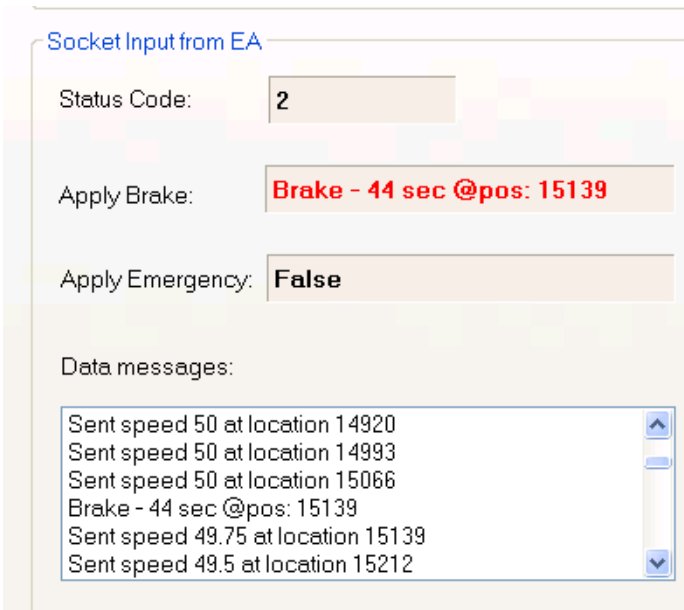 Socket Input from EA
Status Code: 2
Apply Brake: Brake - 44 sec @pos: 15139
Apply Emergency: False
Data messages:
Sent speed 50 at location 14920
Sent speed 50 at location 14993
Sent speed 50 at location 15066
Brake - 44 sec @pos: 15139
Sent speed 49.75 at location 15139
Sent speed 49.5 at location 15212